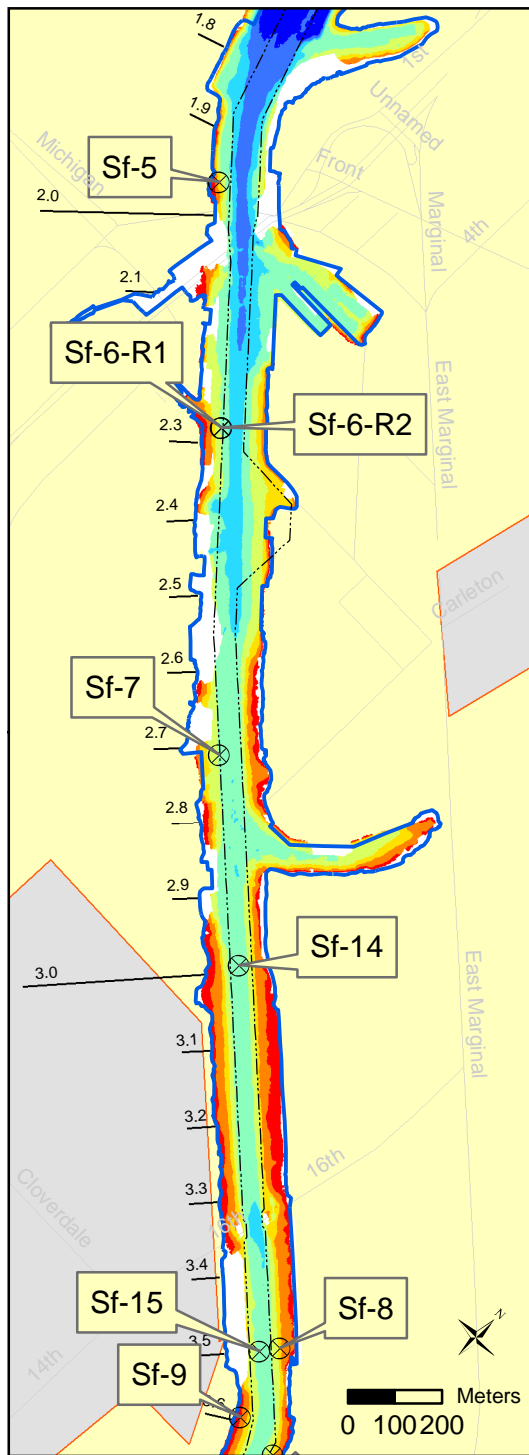 1.8
1st
1.9
Unnamed
Michigan
Front
Sf-5
2.0
4th
Marginal
2.1
Sf-6-R1
Sf-6-R2
East Marginal
2.3
2.4
2.5
Carleton
2.6
Sf-7
2.7
2.8
2.9
Sf-14
3.0
East Marginal
3.1
3.2
16th
3.3
16th
Cloverdale
3.4
Sf-15
Sf-8
N
3.5
14th
Sf-9
Meters
0 100 200